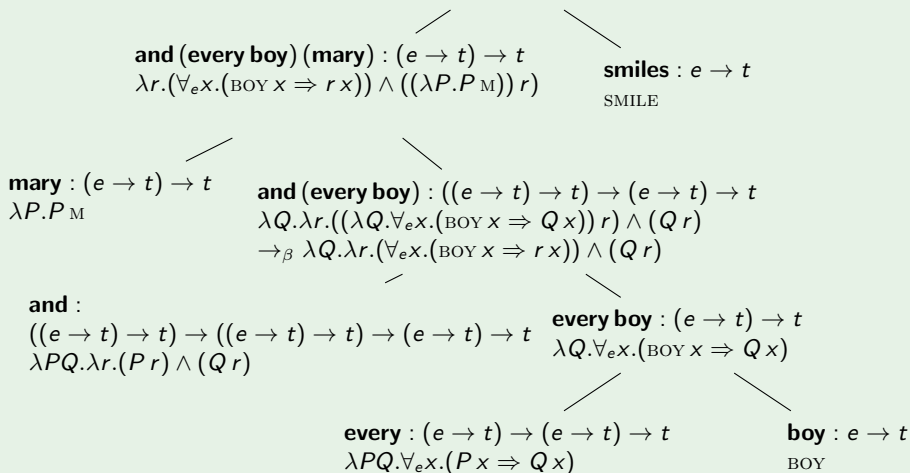 and (every boy) (mary) : (e → t) → t
λr.(∀ₑx.(BOY x ⇒ r x)) ∧ ((λP.P M)) r)
smiles : e → t
SMILE
mary : (e → t) → t
λP.P M
and (every boy) : ((e → t) → t) → (e → t) → t
λQ.λr.((λQ.∀ₑx.(BOY x ⇒ Q x)) r) ∧ (Q r)
→β λQ.λr.(∀ₑx.(BOY x ⇒ r x)) ∧ (Q r)
and :
((e → t) → t) → ((e → t) → t) → (e → t) → t
λPQ.λr.(P r) ∧ (Q r)
every boy : (e → t) → t
λQ.∀ₑx.(BOY x ⇒ Q x)
every : (e → t) → (e → t) → t
λPQ.∀ₑx.(P x ⇒ Q x)
boy : e → t
BOY